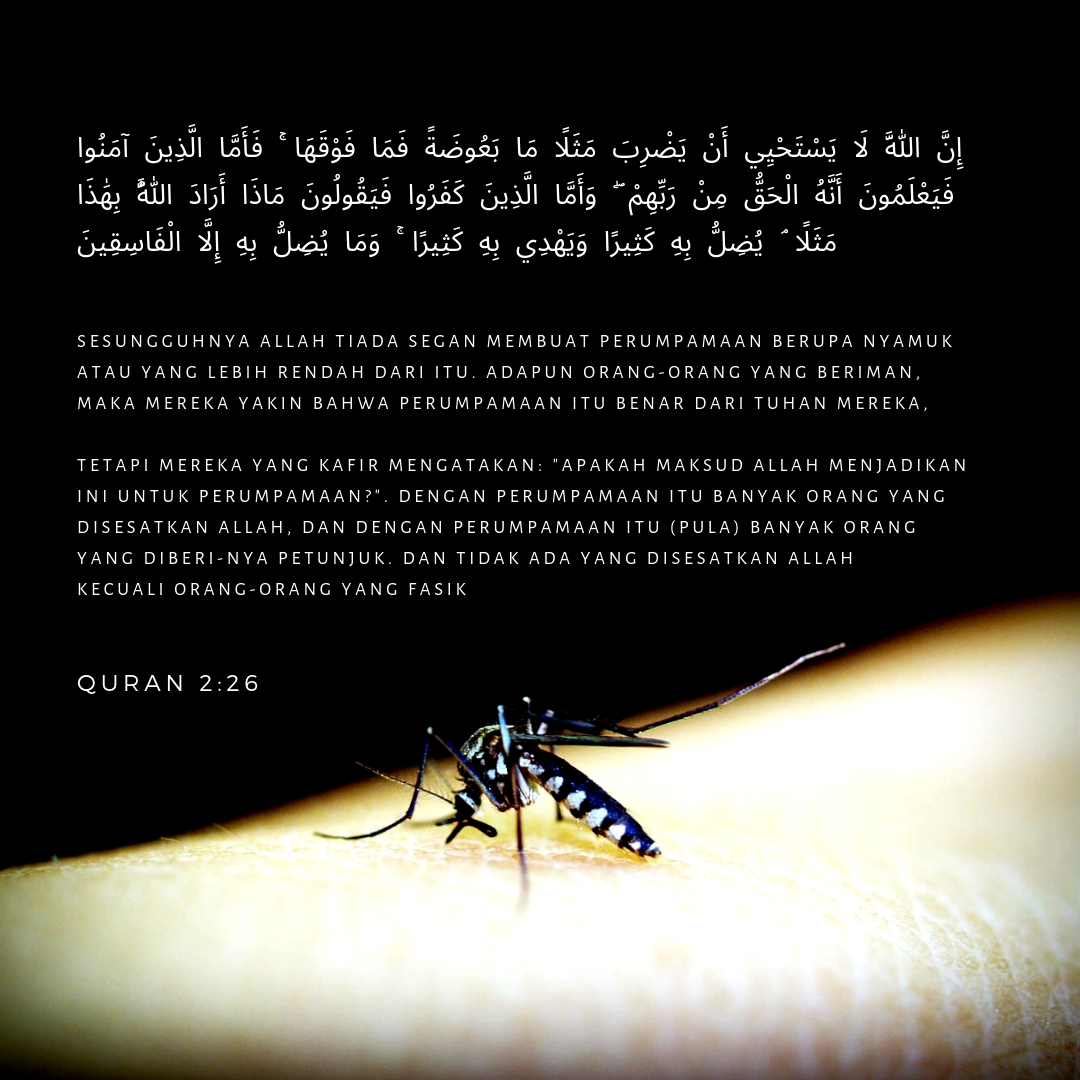 إِنَّ اللَّهَ لَا يَسْتَحْيِي أَنْ يَضْرِبَ مَثَلًا مَا بَعُوضَةً فَمَا فَوْقَهَا ۚ فَأَمَّا الَّذِينَ آمَنُوا
فَيَعْلَمُونَ أَنَّهُ الْحَقُّ مِنْ رَبِّهِمْ ۖ وَأَمَّا الَّذِينَ كَفَرُوا فَيَقُولُونَ مَاذَا أَرَادَ اللَّهُ بِهَٰذَا
مَثَلًا ۘ يُضِلُّ بِهِ كَثِيرًا وَيَهْدِي بِهِ كَثِيرًا ۚ وَمَا يُضِلُّ بِهِ إِلَّا الْفَاسِقِينَ
SESUNGGUHNYA ALLAH TIADA SEGAN MEMBUAT PERUMPAMAAN BERUPA NYAMUK
ATAU YANG LEBIH RENDAH DARI ITU. ADAPUN ORANG-ORANG YANG BERIMAN,
MAKA MEREKA YAKIN BAHWA PERUMPAMAAN ITU BENAR DARI TUHAN MEREKA,
TETAPI MEREKA YANG KAFIR MENGATAKAN: "APAKAH MAKSUD ALLAH MENJADIKAN
INI UNTUK PERUMPAMAAN?". DENGAN PERUMPAMAAN ITU BANYAK ORANG YANG
DISESATKAN ALLAH, DAN DENGAN PERUMPAMAAN ITU (PULA) BANYAK ORANG
YANG DIBERI-NYA PETUNJUK. DAN TIDAK ADA YANG DISESATKAN ALLAH
KECUALI ORANG-ORANG YANG FASIK
QURAN 2:26